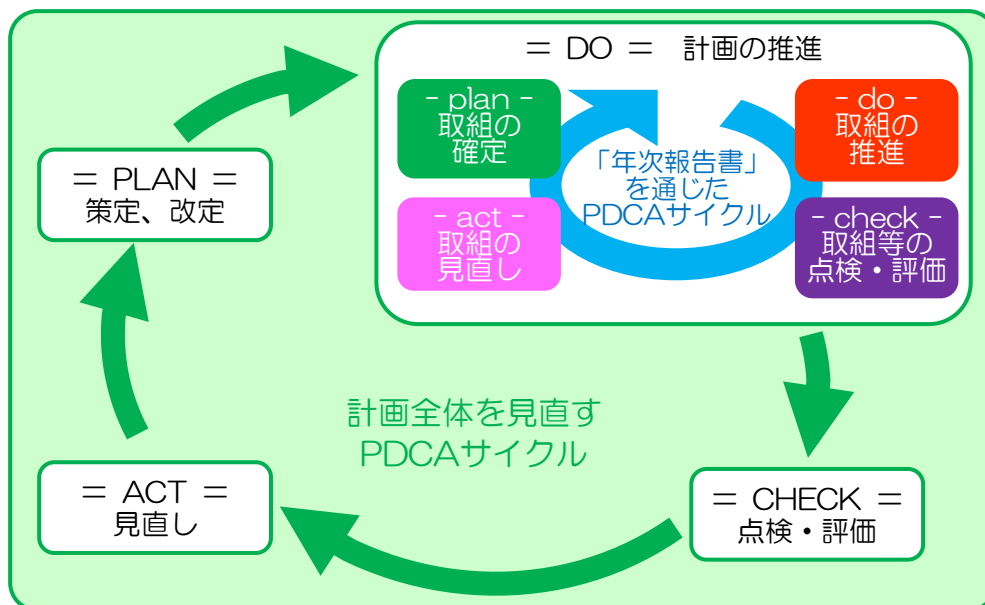 ＝ DO ＝　計画の推進
- plan -
取組の
確定
- do -
取組の
推進
「年次報告書」
を通じた
PDCAサイクル
- act -
取組の
見直し
- check -
取組等の
点検・評価
＝ PLAN ＝
策定、改定
計画全体を見直す
PDCAサイクル
＝ ACT ＝
見直し
＝ CHECK ＝
点検・評価